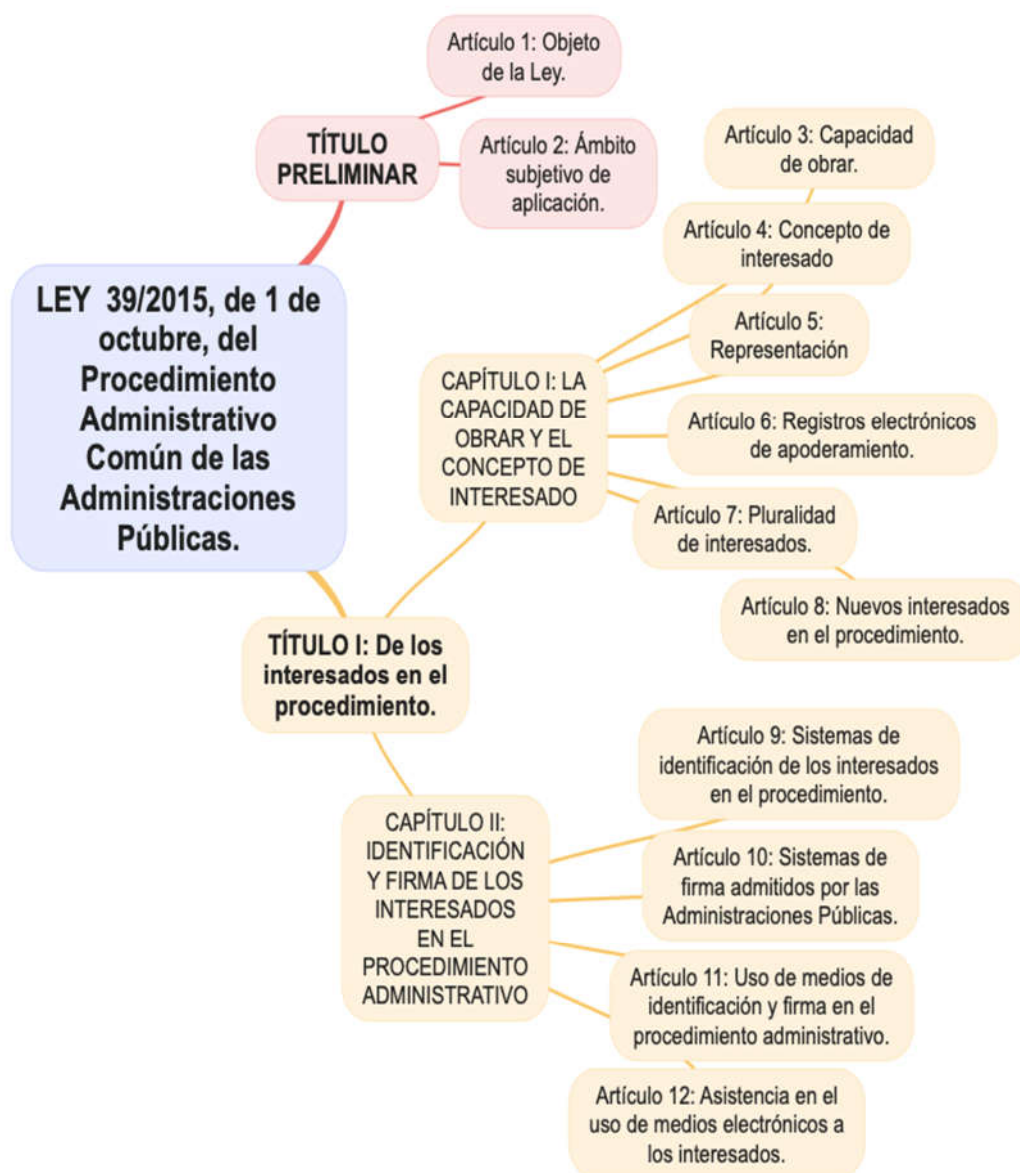 LEY 39/2015, de 1 de
octubre, del
Procedimiento
Administrativo
Común de las
Administraciones
Públicas.
TÍTULO
PRELIMINAR
Artículo 1: Objeto
de la Ley.
Artículo 2: Ámbito
subjetivo de
aplicación.
TÍTULO I: De los
interesados en el
procedimiento.
CAPÍTULO I: LA
CAPACIDAD DE
OBRAR Y EL
CONCEPTO DE
INTERESADO
Artículo 3: Capacidad
de obrar.
Artículo 4: Concepto de
interesado
Artículo 5:
Representación
Artículo 6: Registros electrónicos
de apoderamiento.
Artículo 7: Pluralidad
de interesados.
Artículo 8: Nuevos interesados
en el procedimiento.
CAPÍTULO II:
IDENTIFICACIÓN
Y FIRMA DE LOS
INTERESADOS
EN EL
PROCEDIMIENTO
ADMINISTRATIVO
Artículo 9: Sistemas de
identificación de los interesados
en el procedimiento.
Artículo 10: Sistemas de
firma admitidos por las
Administraciones Públicas.
Artículo 11: Uso de medios de
identificación y firma en el
procedimiento administrativo.
Artículo 12: Asistencia en el
uso de medios electrónicos a
los interesados.